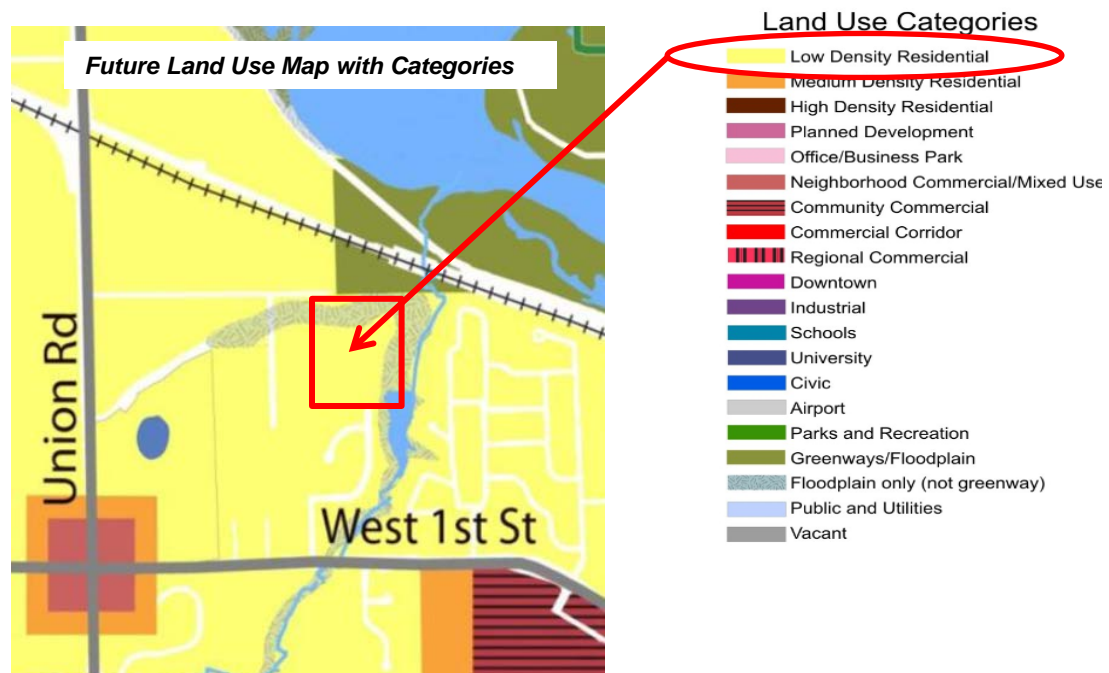 Future Land Use Map with Categories
Union Rd
West 1st St
Land Use Categories
Low Density Residential
Medium Density Residential
High Density Residential
Planned Development
Office/Business Park
Neighborhood Commercial/Mixed Use
Community Commercial
Commercial Corridor
Regional Commercial
Downtown
Industrial
Schools
University
Civic
Airport
Parks and Recreation
Greenways/Floodplain
Floodplain only (not greenway)
Public and Utilities
Vacant